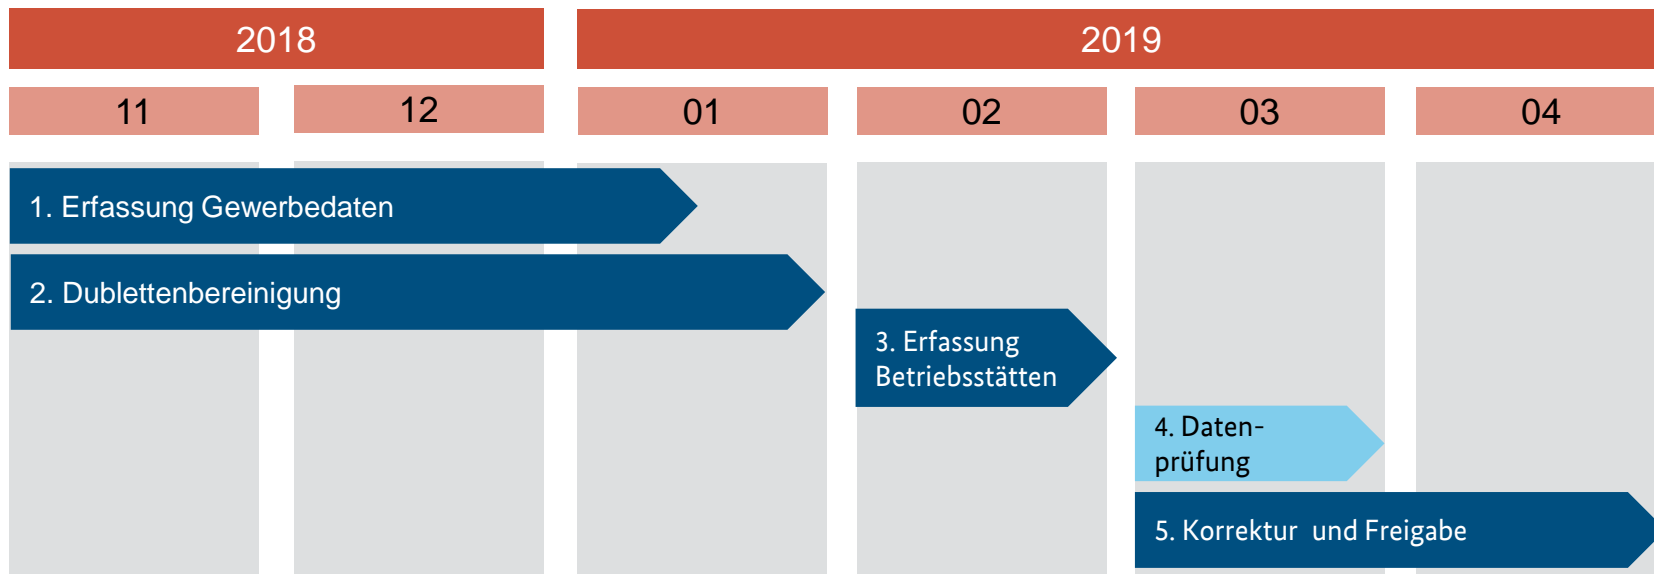 2018
2019
11
12
01
02
03
04
1. Erfassung Gewerbedaten
2. Dublettenbereinigung
3. Erfassung
Betriebsstätten
4. Daten-
prüfung
5. Korrektur und Freigabe